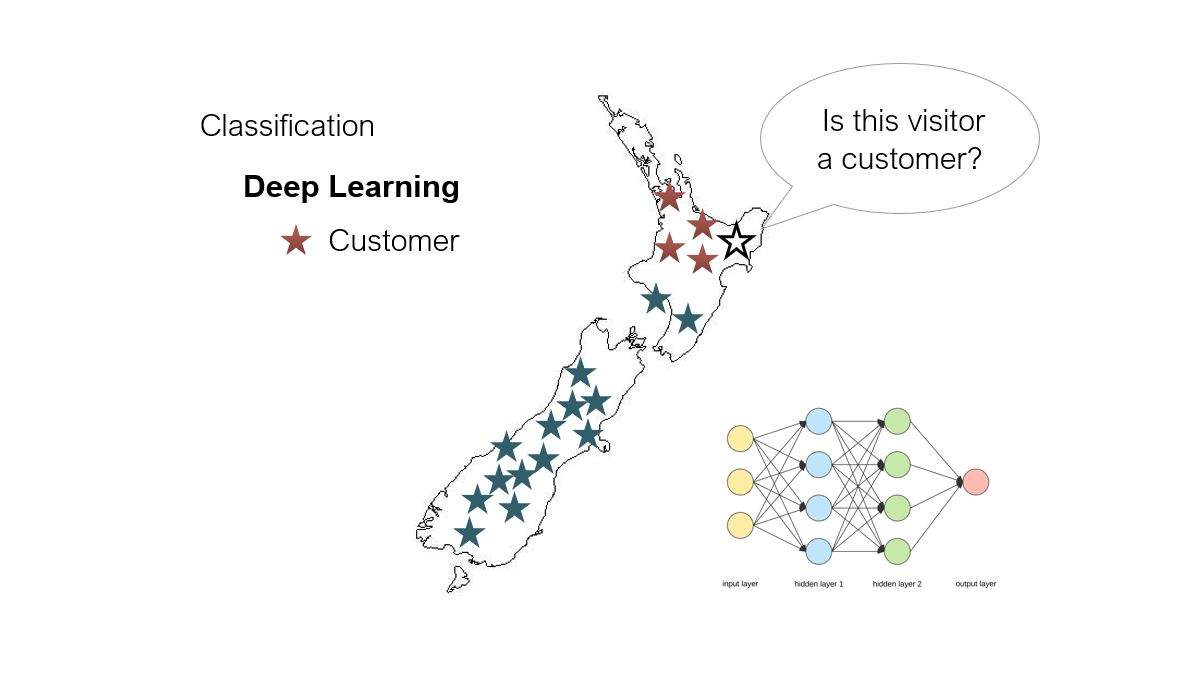 Classification
Deep Learning
Customer
Is this visitor
a customer?
input layer
hidden layer 1
hidden layer 2
output layer